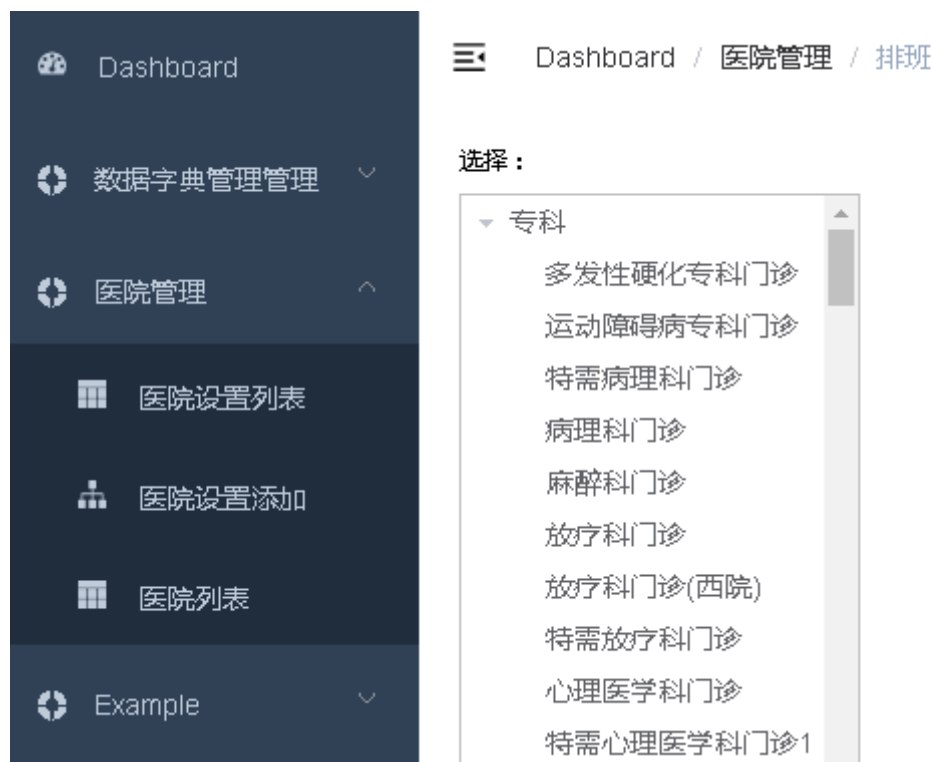 Dashboard
数据字典管理管理
医院管理
医院设置列表
医院设置添加
医院列表
Example
Dashboard / 医院管理 / 排班
选择：
专科
多发性硬化专科门诊
运动障碍病专科门诊
特需病理科门诊
病理科门诊
麻醉科门诊
放疗科门诊
放疗科门诊(西院)
特需放疗科门诊
心理医学科门诊
特需心理医学科门诊1